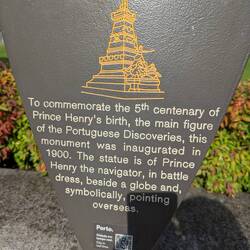 To commemorate the 5th centenary of
Prince Henry's birth, the main figure
of the Portuguese Discoveries, this
monument was inaugurated in
1900. The statue is of Prince
Henry the navigator, in battle
dress, beside a globe and,
symbolically, pointing
overseas.
Porto.